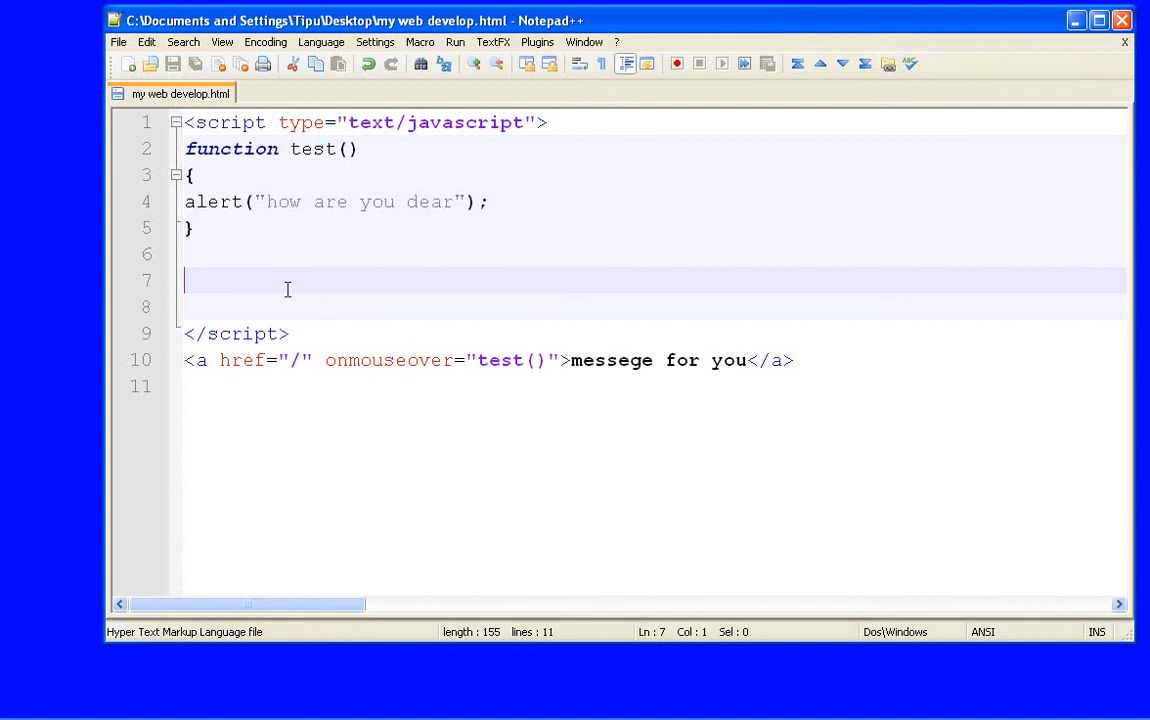 C:\Documents and Settings\Tipu\Desktop\my web develop.html - Notepad++
File Edit Search View Encoding Language Settings Macro Run TextFX Plugins Window ? X
my web develop.html
1 <script type="text/javascript">
2 function test()
3 {
4 alert("how are you dear");
5 }
6
7
8
9 </script>
10 <a href="/" onmouseover="test()">messege for you</a>
11
Hyper Text Markup Language file length : 155 lines : 11 Ln : 7 Col : 1 Sel : 0 Dos\Windows ANSI INS